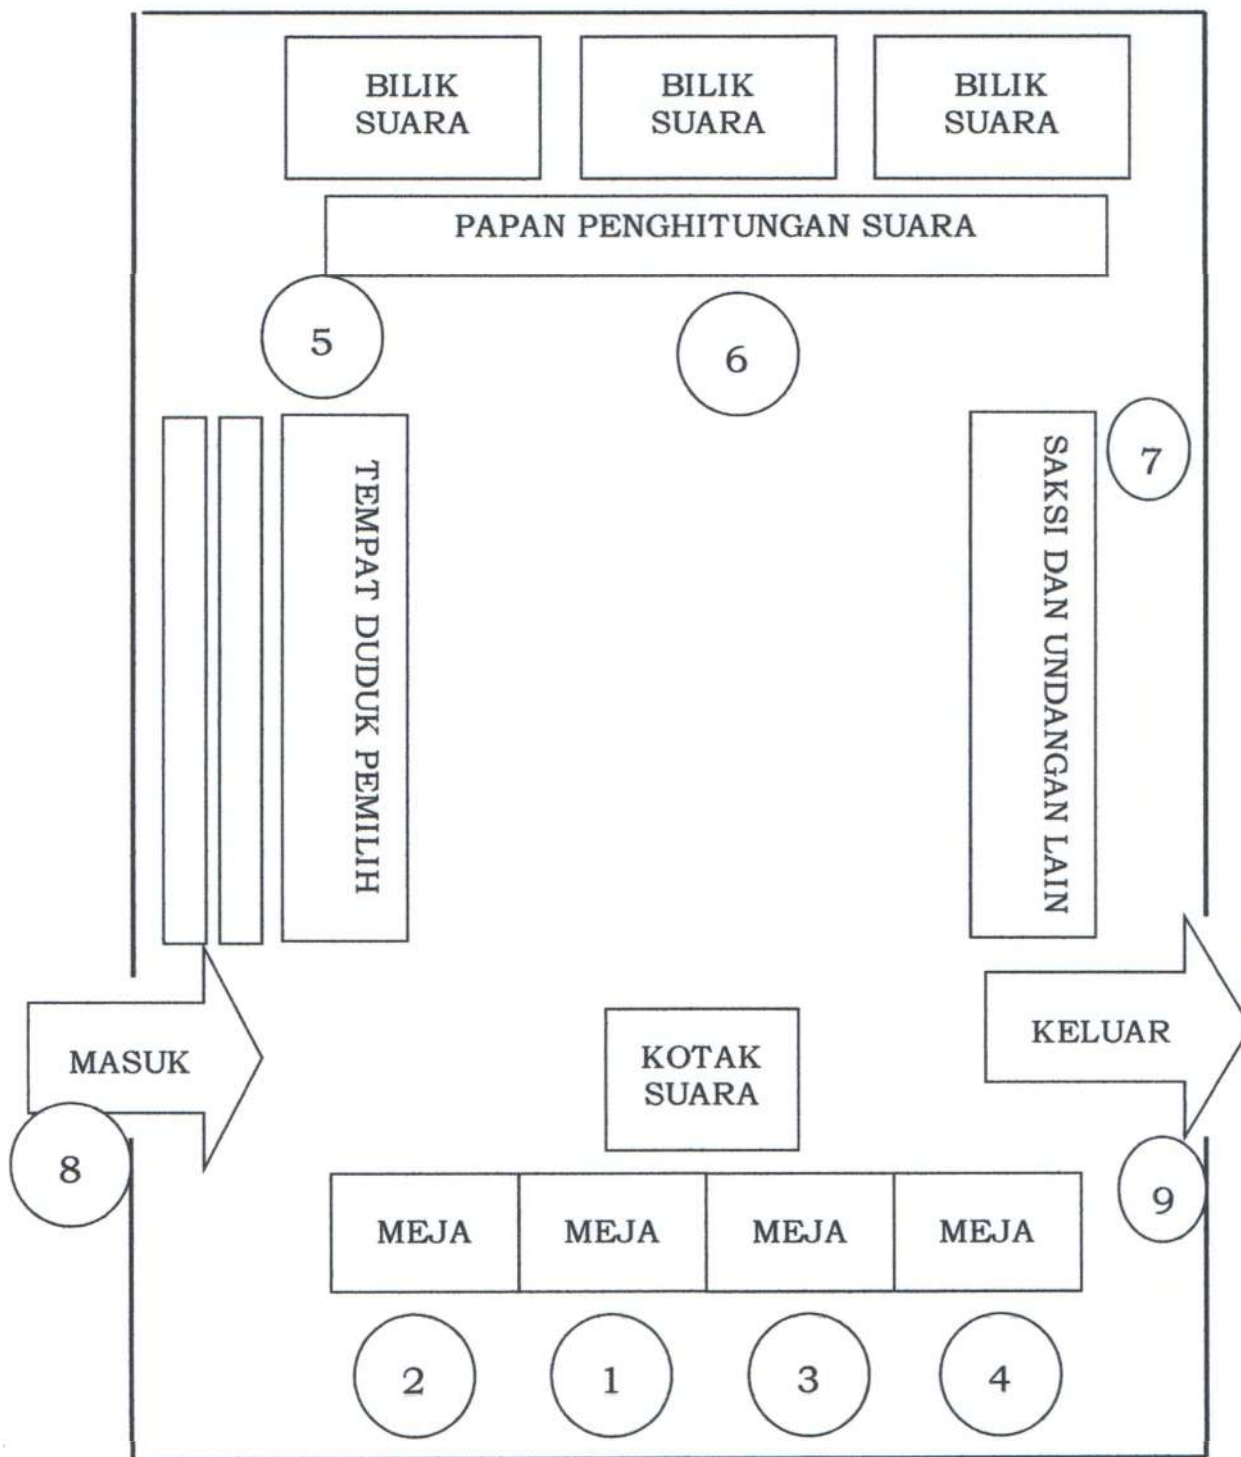 BILIK
SUARA
BILIK
SUARA
BILIK
SUARA
PAPAN PENGHITUNGAN SUARA
5
6
7
TEMPAT DUDUK PEMILIH
SAKSI DAN UNDANGAN LAIN
MASUK
KELUAR
KOTAK
SUARA
8
9
MEJA
MEJA
MEJA
MEJA
2
1
3
4